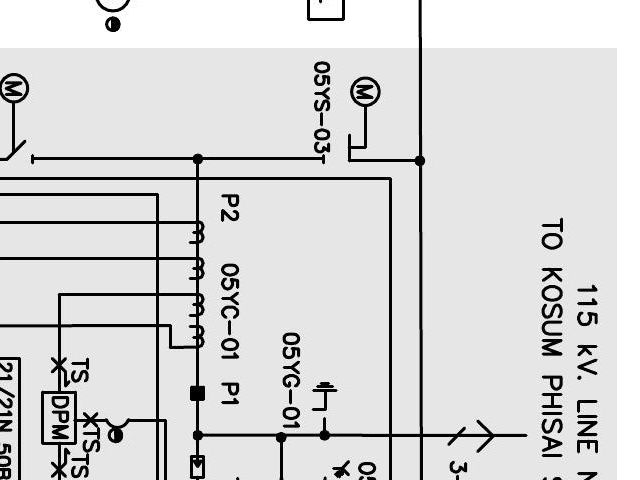 115 kV. LINE N
TO KOSUM PHISAI S
05YS-03
M
M
P2
05YC-01
P1
05YG-01
TS
DPM
TS
TS
21/21N 50B
05
3-